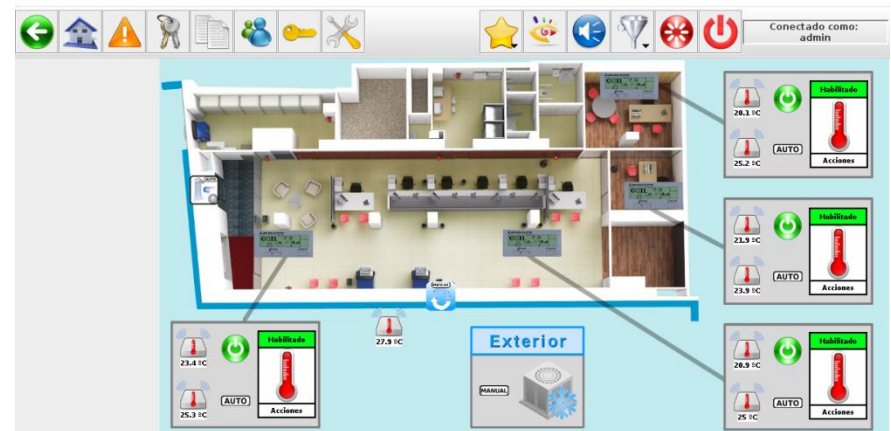 Conectado como:
admin
Habilitado
20.1 ºC
AUTO
25.2 ºC
Acciones
Habilitado
21.9 ºC
AUTO
23.9 ºC
Acciones
27.9 ºC
Habilitado
23.4 ºC
AUTO
25.3 ºC
Acciones
Exterior
MANUAL
Habilitado
20.9 ºC
AUTO
25 ºC
Acciones